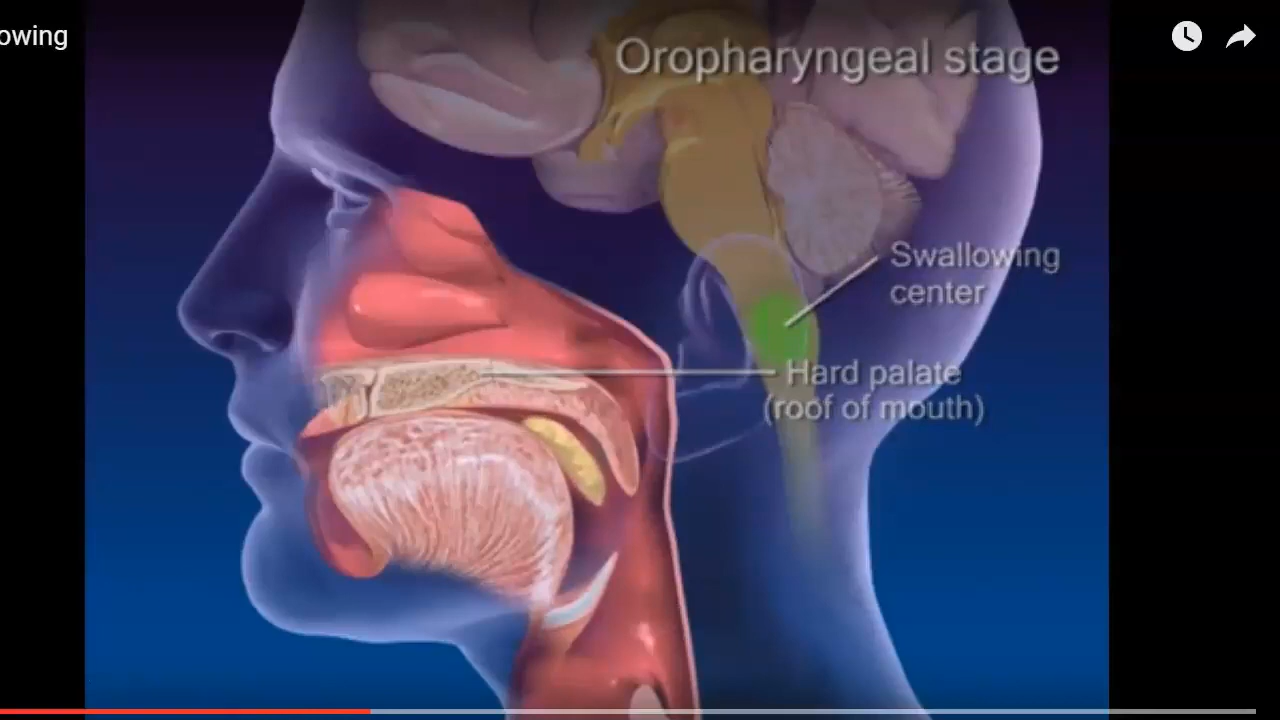 owing
Oropharyngeal stage
Swallowing
center
Hard palate
(roof of mouth)